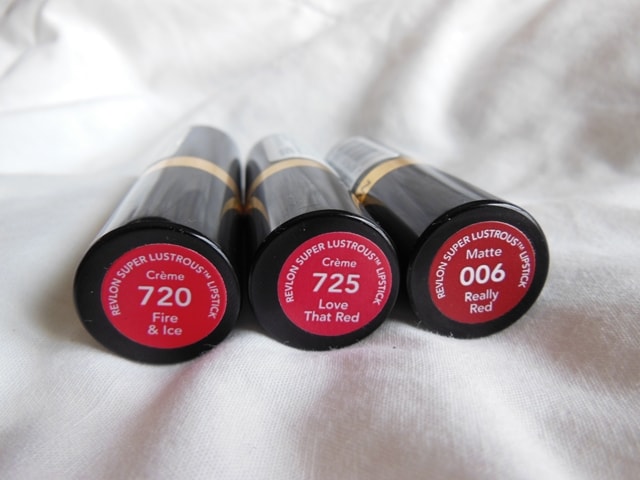 REVLON SUPER LUSTROUS™ LIPSTICK
Crème
720
Fire
& Ice
REVLON SUPER LUSTROUS™ LIPSTICK
Crème
725
Love
That Red
REVLON SUPER LUSTROUS™ LIPSTICK
Matte
006
Really
Red